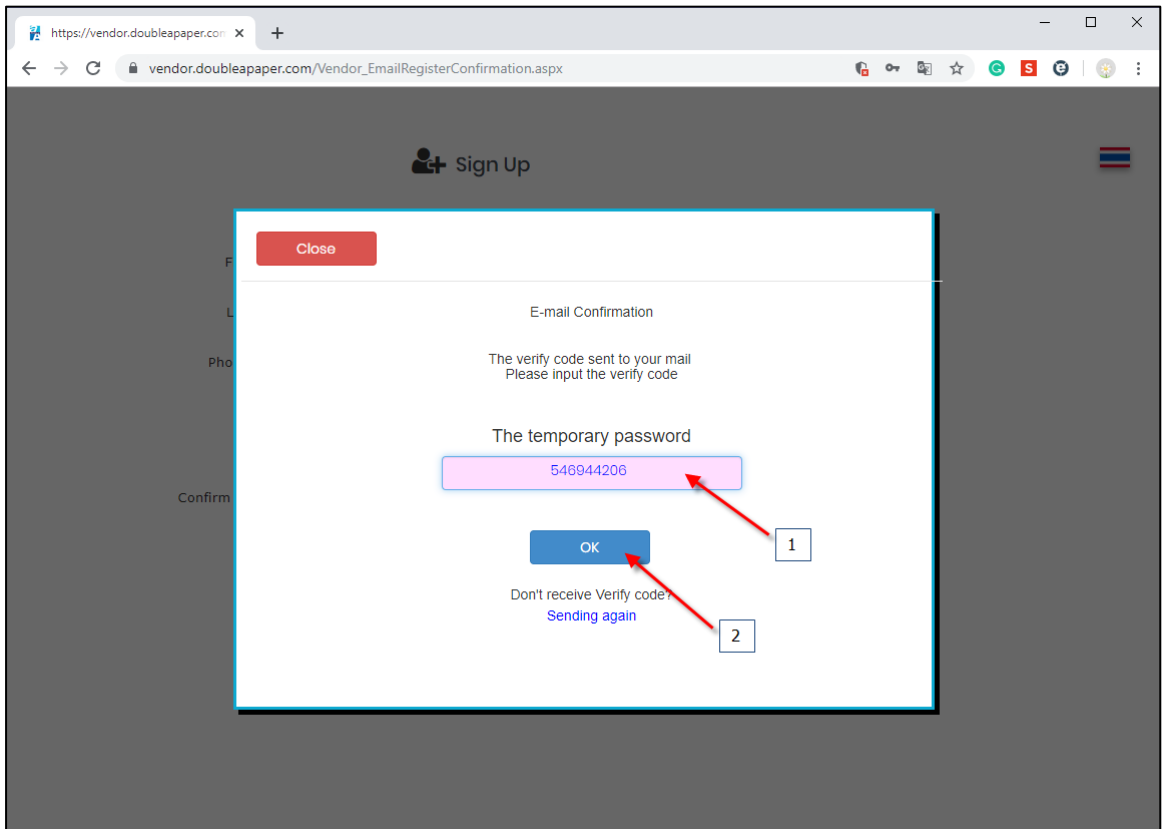 https://vendor.doubleapaper.con
vendor.doubleapaper.com/Vendor_EmailRegisterConfirmation.aspx
G
S
Sign Up
Close
F
L
Pho
Confirm
E-mail Confirmation
The verify code sent to your mail
Please input the verify code
The temporary password
546944206
OK
1
Don't receive Verify code?
Sending again
2